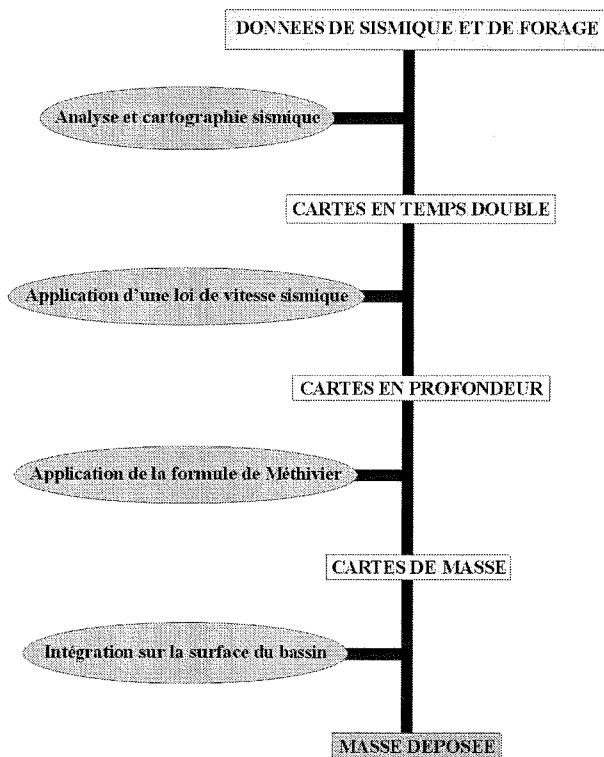 DONNEES DE SISMIQUE ET DE FORAGE
Analyse et cartographie sismique
CARTES EN TEMPS DOUBLE
Application d'une loi de vitesse sismique
CARTES EN PROFONDEUR
Application de la formule de Méthivier
CARTES DE MASSE
Intégration sur la surface du bassin
MASSE DEPOSEE